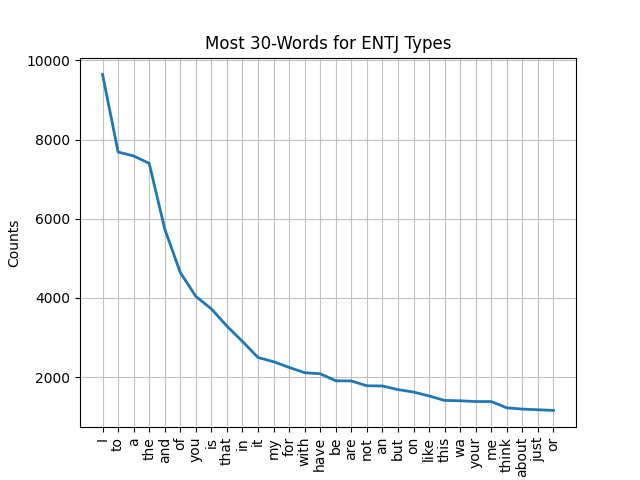 Most 30-Words for ENTJ Types
Counts
10000
8000
6000
4000
2000
I
to
a
the
and
of
you
is
that
in
it
my
for
with
have
be
are
not
an
but
on
like
this
wa
your
me
think
about
just
or